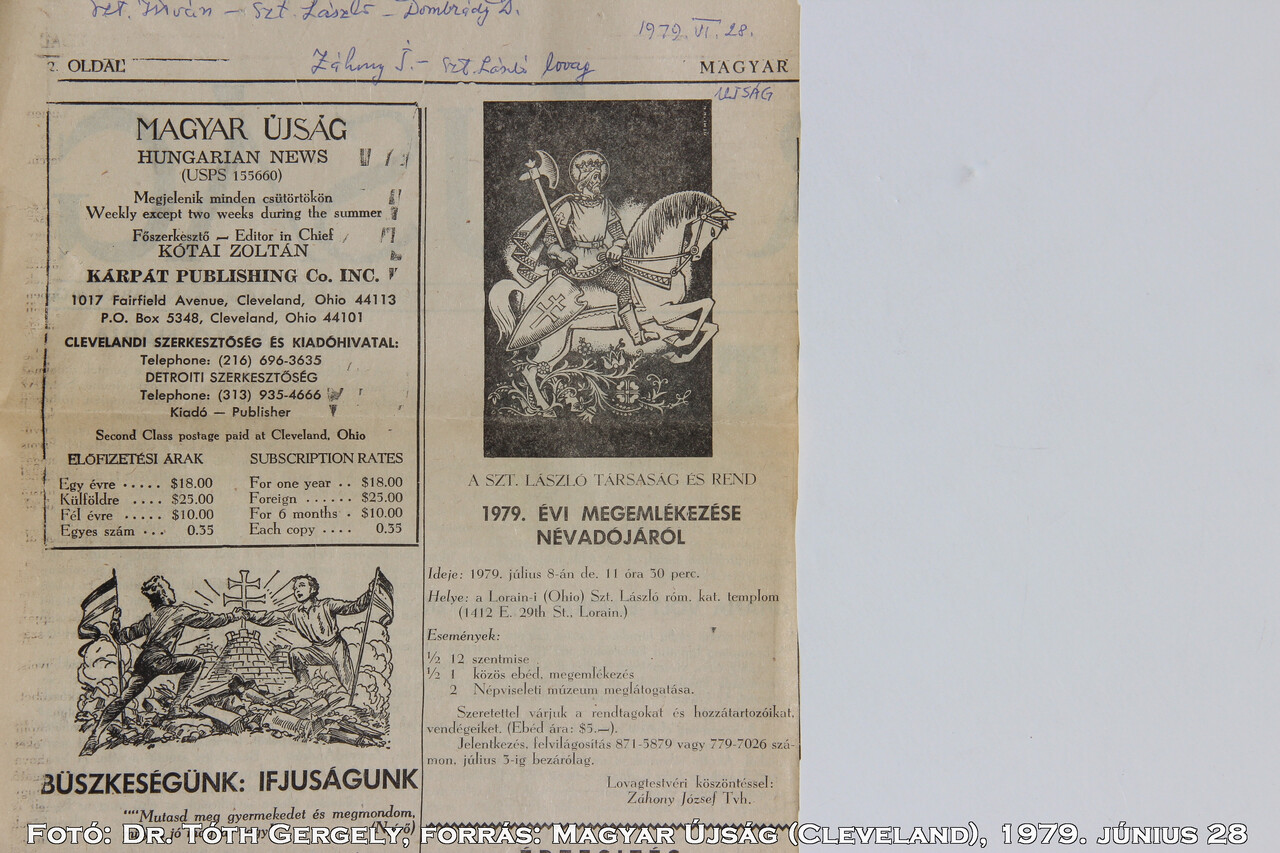 Szt. István – Szt. László – Dombrády D.
1979. VI. 28.
Záhony J. – Szt. László lovag
2. OLDAL
MAGYAR
UJSÁG
MAGYAR ÚJSÁG
HUNGARIAN NEWS
(USPS 155660)
Megjelenik minden csütörtökön
Weekly except two weeks during the summer
Főszerkesztő — Editor in Chief
KÓTAI ZOLTÁN
KÁRPÁT PUBLISHING Co. INC.
1017 Fairfield Avenue, Cleveland, Ohio 44113
P.O. Box 5348, Cleveland, Ohio 44101
CLEVELANDI SZERKESZTŐSÉG ÉS KIADÓHIVATAL:
Telephone: (216) 696-3635
DETROITI SZERKESZTŐSÉG
Telephone: (313) 935-4666
Kiadó — Publisher
Second Class postage paid at Cleveland, Ohio
ELŐFIZETÉSI ÁRAK
Egy évre ..... $18.00
Külföldre .... $25.00
Fél évre ..... $10.00
Egyes szám ... 0.35
SUBSCRIPTION RATES
For one year .. $18.00
Foreign ...... $25.00
For 6 months . $10.00
Each copy .... 0.35
BÜSZKESÉGÜNK: IFJUSÁGUNK
""Mutasd meg gyermekedet és megmondom,
A SZT. LÁSZLÓ TÁRSASÁG ÉS REND
1979. ÉVI MEGEMLÉKEZÉSE
NÉVADÓJÁRÓL
Ideje: 1979. július 8-án de. 11 óra 30 perc.
Helye: a Lorain-i (Ohio) Szt. László róm. kat. templom
(1412 E. 29th St., Lorain.)
Események:
½ 12 szentmise
½ 1 közös ebéd, megemlékezés
2 Népviseleti múzeum meglátogatása.
Szeretettel várjuk a rendtagokat és hozzátartozóikat,
vendégeiket. (Ebéd ára: $5.—).
Jelentkezés, felvilágosítás 871-5879 vagy 779-7026 szá-
mon, július 3-ig bezárólag.
Lovagtestvéri köszöntéssel:
Záhony József Tvh.
Fotó: Dr. Tóth Gergely, forrás: Magyar Újság (Cleveland), 1979. június 28